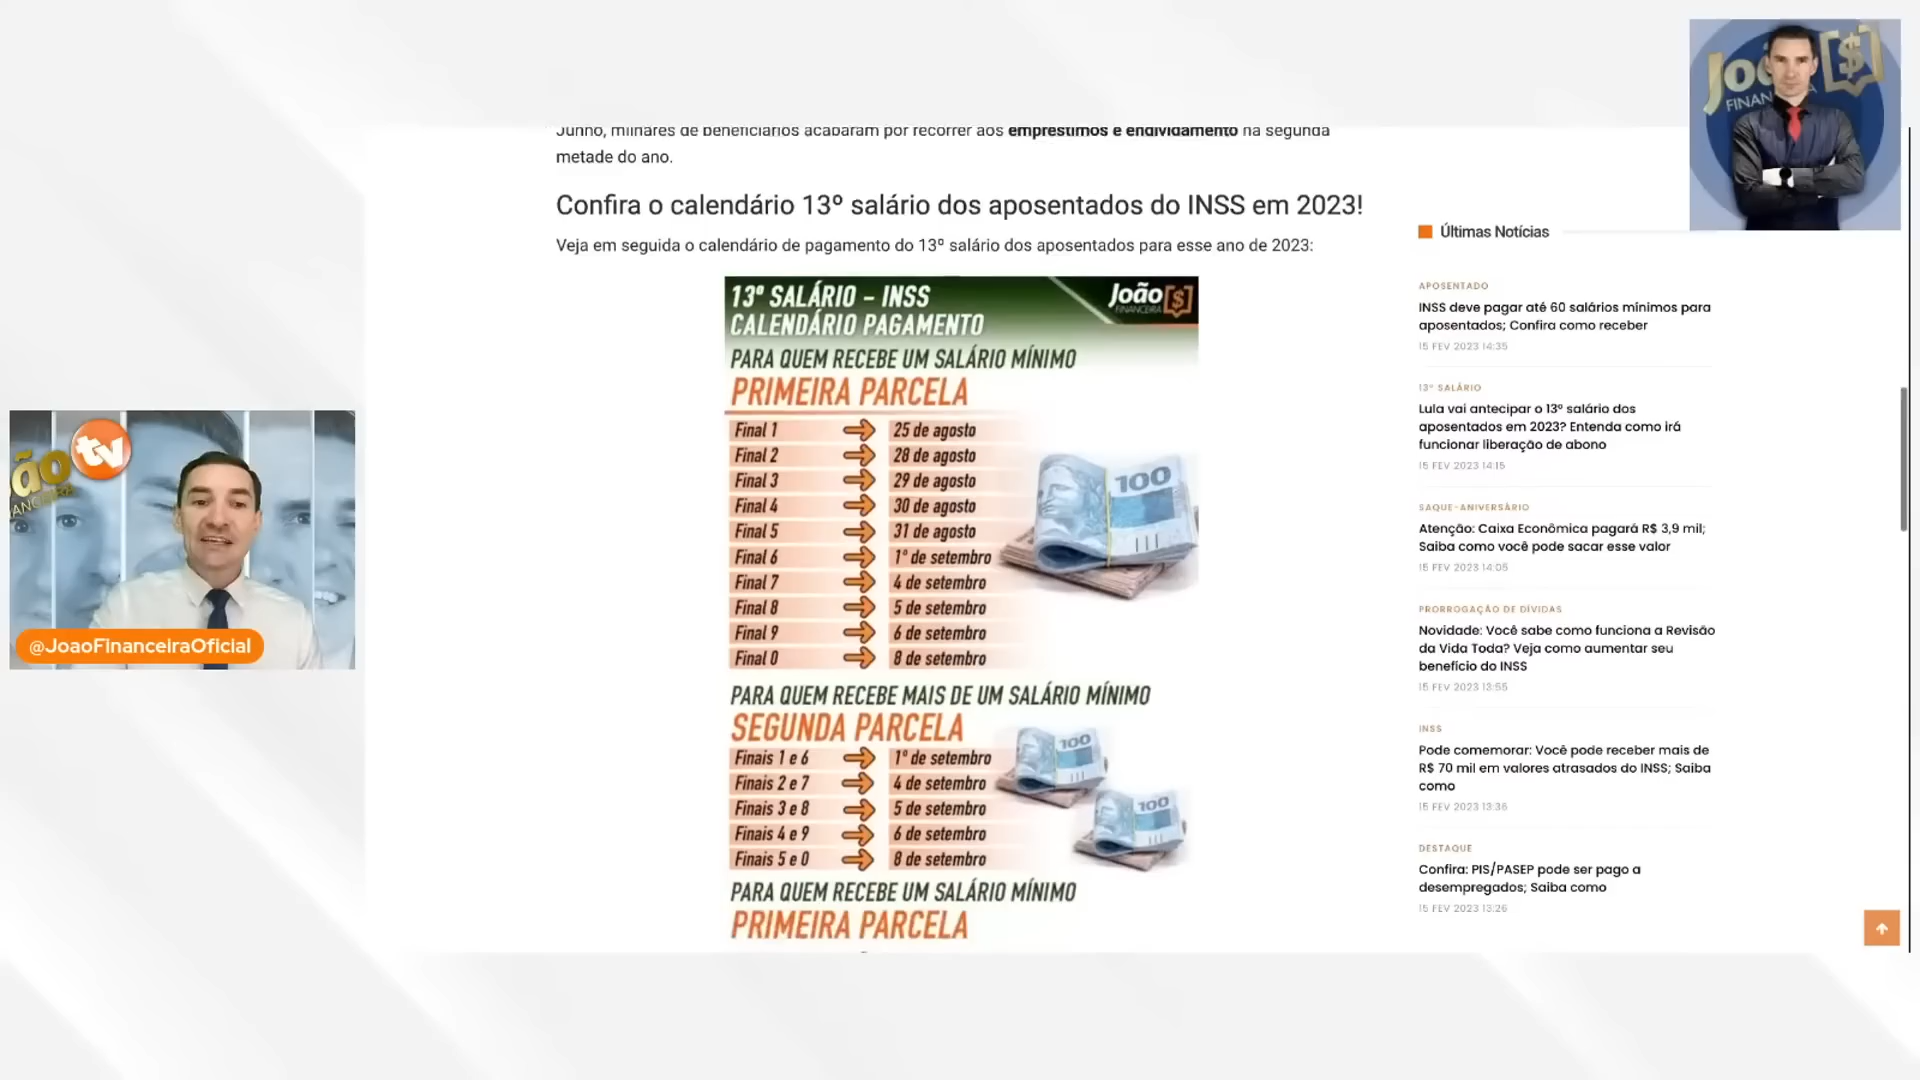 Junho, milhares de beneficiários acabaram por recorrer aos empréstimos e endividamento na segunda
metade do ano.
Confira o calendário 13º salário dos aposentados do INSS em 2023!
Veja em seguida o calendário de pagamento do 13º salário dos aposentados para esse ano de 2023:
13º SALÁRIO – INSS
CALENDÁRIO PAGAMENTO
João $
FINANCEIRA
PARA QUEM RECEBE UM SALÁRIO MÍNIMO
PRIMEIRA PARCELA
Final 1 25 de agosto
Final 2 28 de agosto
Final 3 29 de agosto
Final 4 30 de agosto
Final 5 31 de agosto
Final 6 1º de setembro
Final 7 4 de setembro
Final 8 5 de setembro
Final 9 6 de setembro
Final 0 8 de setembro
100
PARA QUEM RECEBE MAIS DE UM SALÁRIO MÍNIMO
SEGUNDA PARCELA
Finais 1 e 6 1º de setembro
Finais 2 e 7 4 de setembro
Finais 3 e 8 5 de setembro
Finais 4 e 9 6 de setembro
Finais 5 e 0 8 de setembro
100
100
PARA QUEM RECEBE UM SALÁRIO MÍNIMO
PRIMEIRA PARCELA
tv
ão
ANCEIRA
@JoaoFinanceiraOficial
Joã $
FINAN A
Últimas Notícias
APOSENTADO
INSS deve pagar até 60 salários mínimos para
aposentados; Confira como receber
15 FEV 2023 14:35
13º SALÁRIO
Lula vai antecipar o 13º salário dos
aposentados em 2023? Entenda como irá
funcionar liberação de abono
15 FEV 2023 14:15
SAQUE-ANIVERSÁRIO
Atenção: Caixa Econômica pagará R$ 3,9 mil;
Saiba como você pode sacar esse valor
15 FEV 2023 14:05
PRORROGAÇÃO DE DÍVIDAS
Novidade: Você sabe como funciona a Revisão
da Vida Toda? Veja como aumentar seu
benefício do INSS
15 FEV 2023 13:55
INSS
Pode comemorar: Você pode receber mais de
R$ 70 mil em valores atrasados do INSS; Saiba
como
15 FEV 2023 13:36
DESTAQUE
Confira: PIS/PASEP pode ser pago a
desempregados; Saiba como
15 FEV 2023 13:26